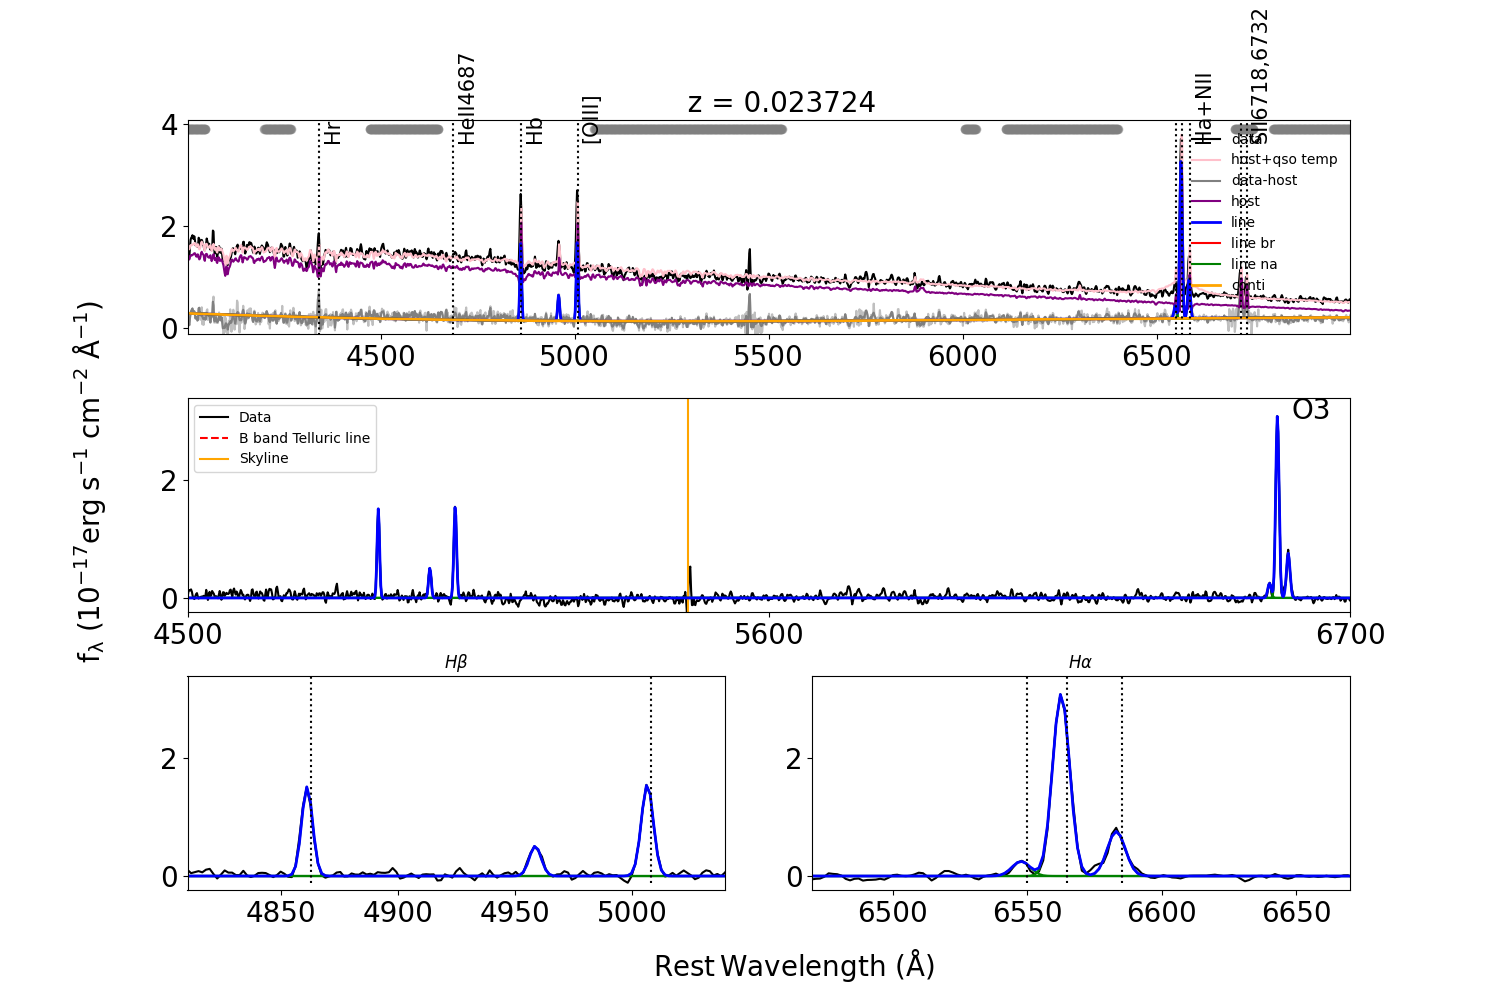 z = 0.023724
Hr
HeII4687
Hb
[OIII]
Ha+NII
SII6718,6732
data
host+qso temp
data-host
host
line
line br
line na
conti
4
2
0
4500
5000
5500
6000
6500
f_λ (10^{-17}erg s^{-1} cm^{-2} Å^{-1})
Data
B band Telluric line
Skyline
O3
2
0
4500
5600
6700
Hβ
2
0
4850
4900
4950
5000
Hα
2
0
6500
6550
6600
6650
Rest Wavelength (Å)